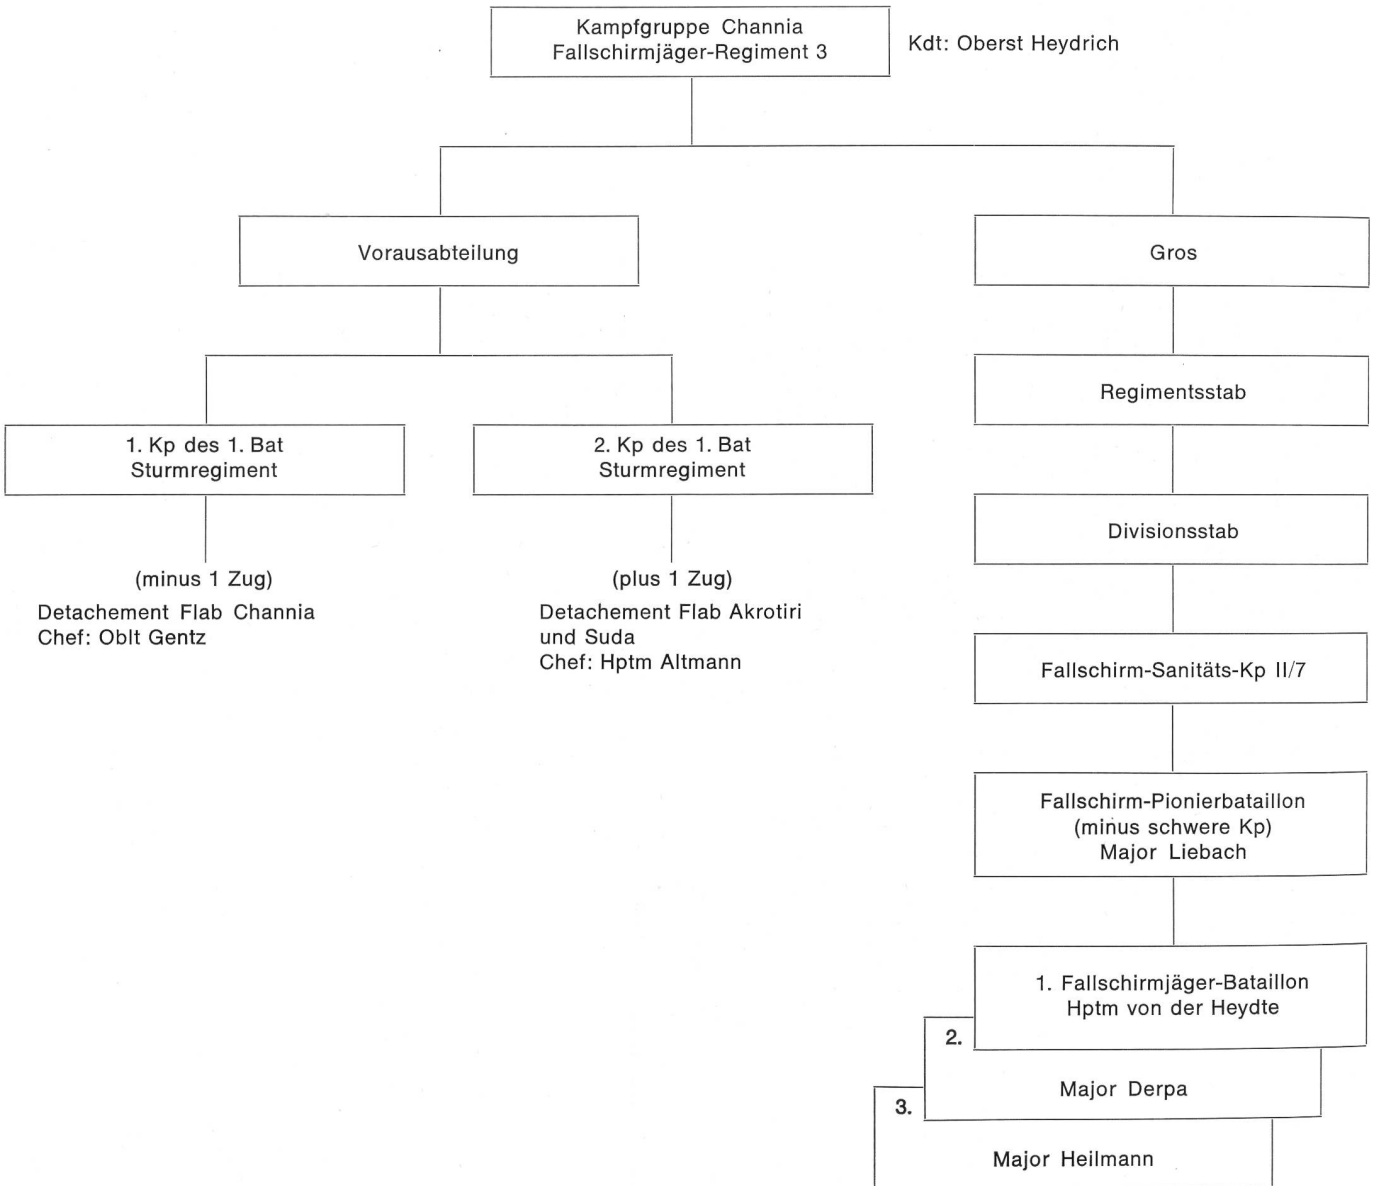 Kampfgruppe Channia
Fallschirmjäger-Regiment 3
Kdt: Oberst Heydrich
Vorausabteilung
Gros
Regimentsstab
1. Kp des 1. Bat
Sturmregiment
2. Kp des 1. Bat
Sturmregiment
Divisionsstab
(minus 1 Zug)
Detachement Flab Channia
Chef: Oblt Gentz
(plus 1 Zug)
Detachement Flab Akrotiri
und Suda
Chef: Hptm Altmann
Fallschirm-Sanitäts-Kp II/7
Fallschirm-Pionierbataillon
(minus schwere Kp)
Major Liebach
1. Fallschirmjäger-Bataillon
Hptm von der Heydte
2.
Major Derpa
3.
Major Heilmann